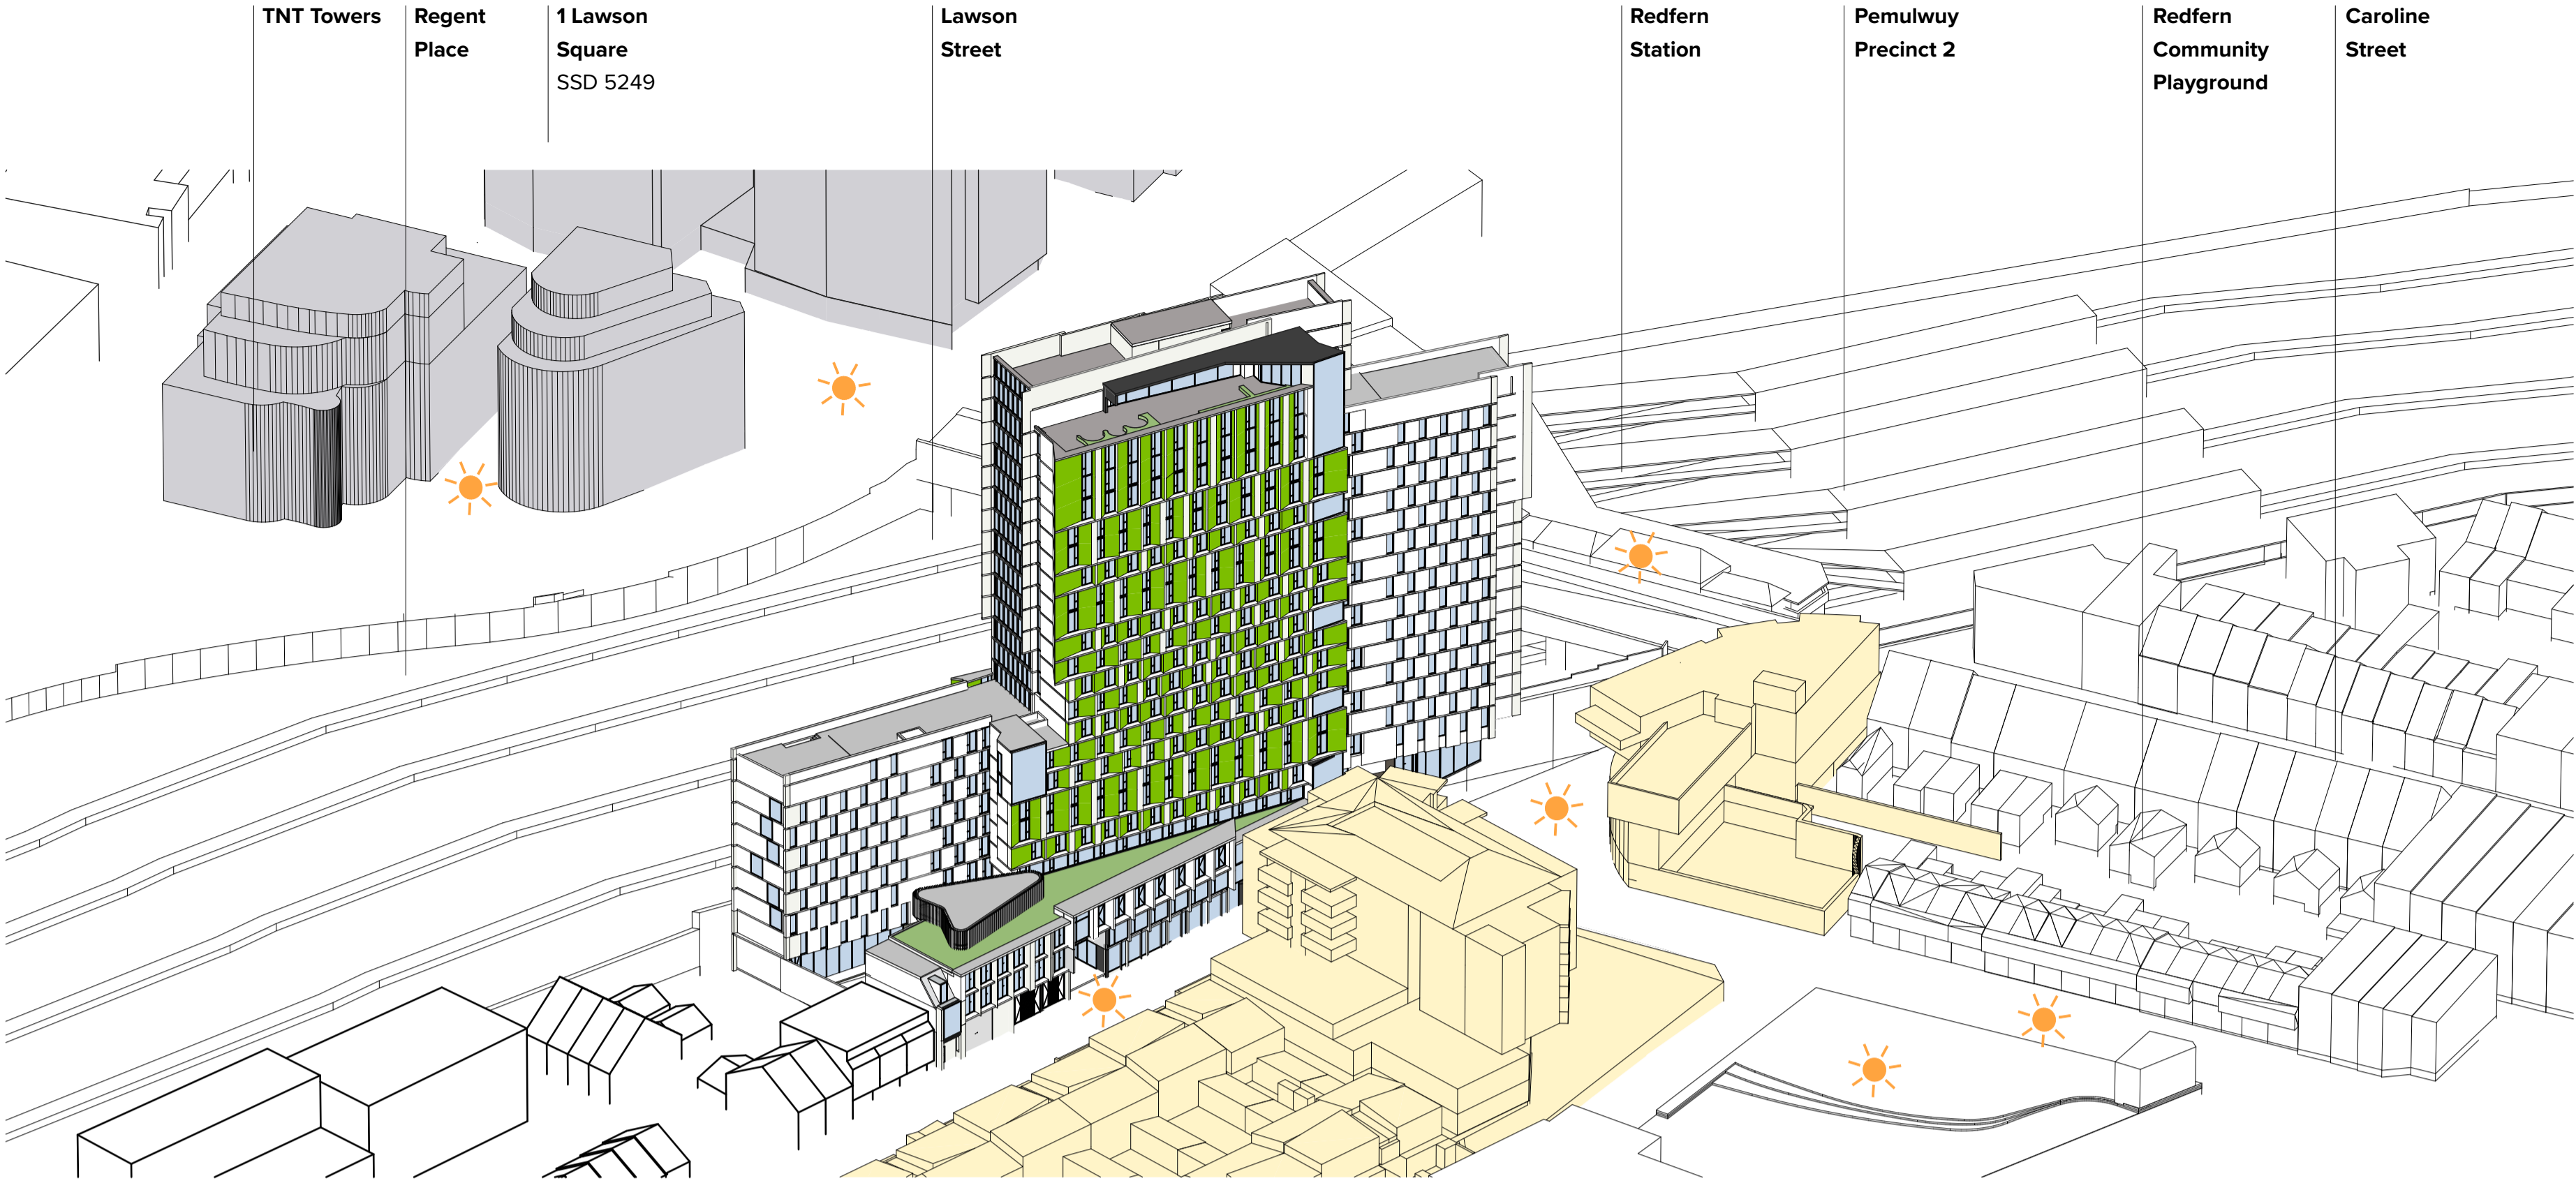 TNT Towers
Regent
Place
1 Lawson
Square
SSD 5249
Lawson
Street
Redfern
Station
Pemulwuy
Precinct 2
Redfern
Community
Playground
Caroline
Street